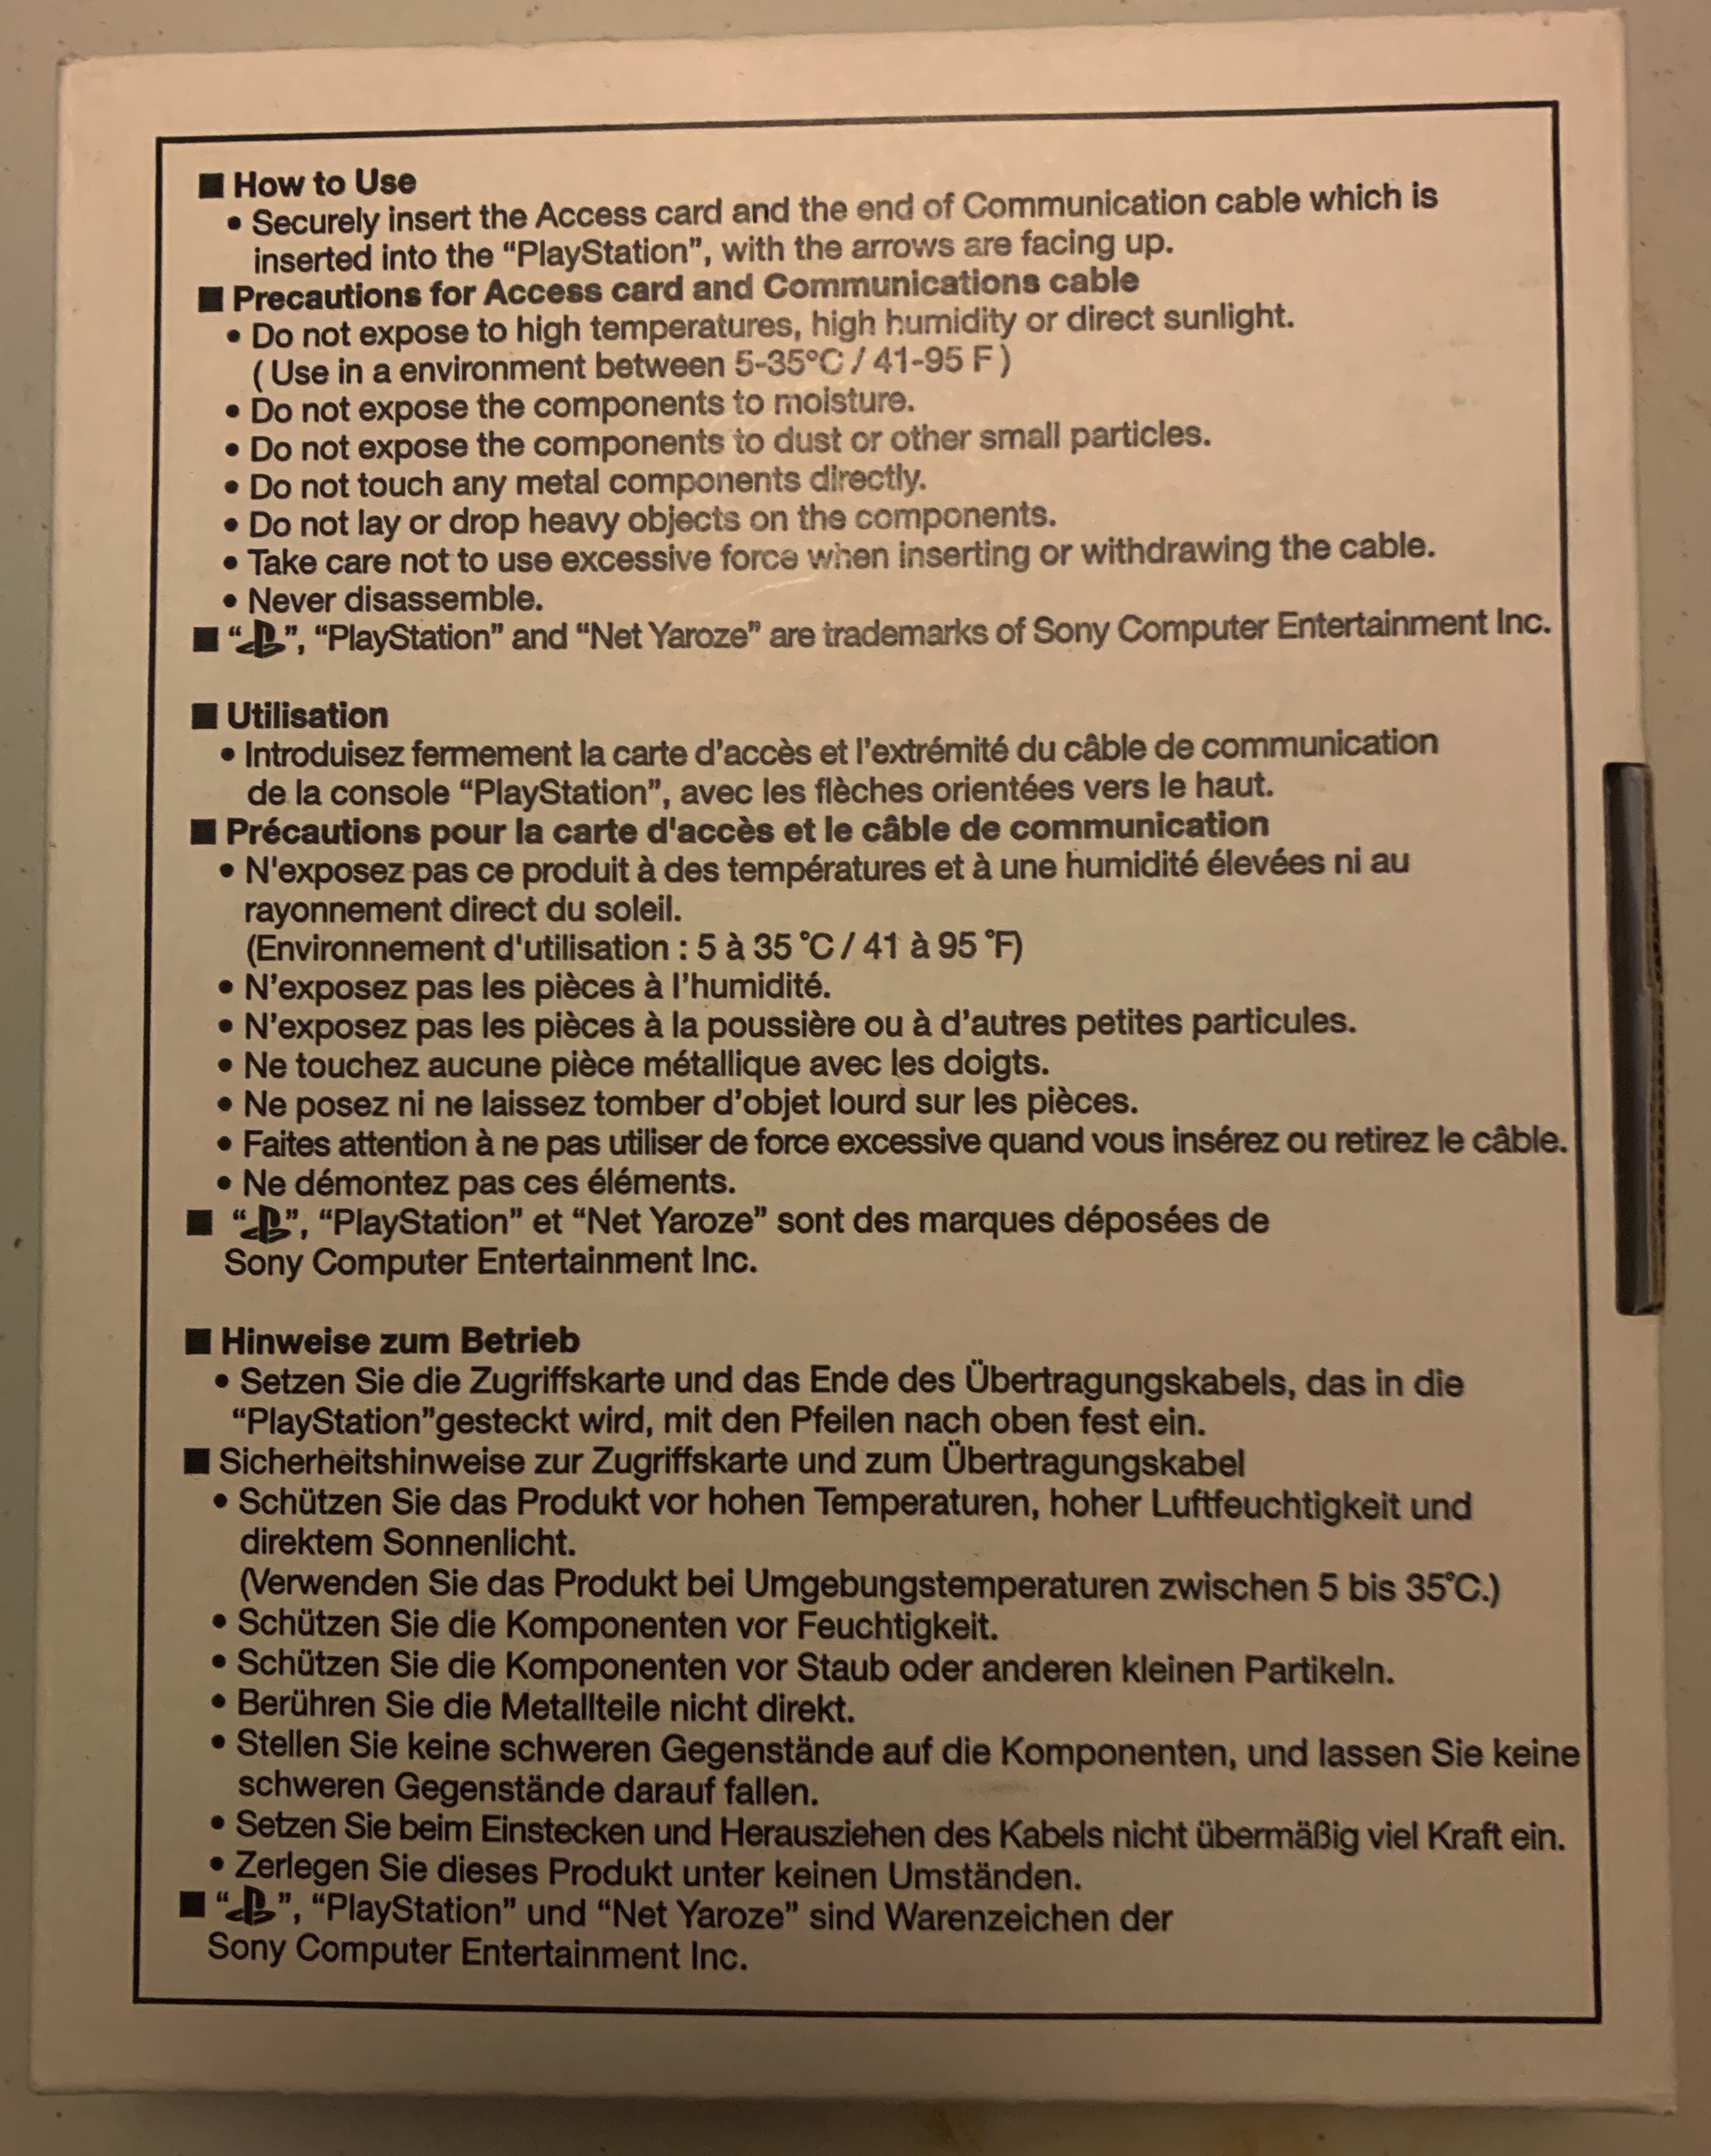 ■ How to Use
• Securely insert the Access card and the end of Communication cable which is
inserted into the “PlayStation”, with the arrows are facing up.
■ Precautions for Access card and Communications cable
• Do not expose to high temperatures, high humidity or direct sunlight.
( Use in a environment between 5-35°C / 41-95 F )
• Do not expose the components to moisture.
• Do not expose the components to dust or other small particles.
• Do not touch any metal components directly.
• Do not lay or drop heavy objects on the components.
• Take care not to use excessive force when inserting or withdrawing the cable.
• Never disassemble.
■ “PS”, “PlayStation” and “Net Yaroze” are trademarks of Sony Computer Entertainment Inc.
■ Utilisation
• Introduisez fermement la carte d'accès et l'extrémité du câble de communication
de la console “PlayStation”, avec les flèches orientées vers le haut.
■ Précautions pour la carte d'accès et le câble de communication
• N'exposez pas ce produit à des températures et à une humidité élevées ni au
rayonnement direct du soleil.
(Environnement d'utilisation : 5 à 35 °C / 41 à 95 °F)
• N’exposez pas les pièces à l’humidité.
• N’exposez pas les pièces à la poussière ou à d’autres petites particules.
• Ne touchez aucune pièce métallique avec les doigts.
• Ne posez ni ne laissez tomber d’objet lourd sur les pièces.
• Faites attention à ne pas utiliser de force excessive quand vous insérez ou retirez le câble.
• Ne démontez pas ces éléments.
■ “PS”, “PlayStation” et “Net Yaroze” sont des marques déposées de
Sony Computer Entertainment Inc.
■ Hinweise zum Betrieb
• Setzen Sie die Zugriffskarte und das Ende des Übertragungskabels, das in die
“PlayStation”gesteckt wird, mit den Pfeilen nach oben fest ein.
■ Sicherheitshinweise zur Zugriffskarte und zum Übertragungskabel
• Schützen Sie das Produkt vor hohen Temperaturen, hoher Luftfeuchtigkeit und
direktem Sonnenlicht.
(Verwenden Sie das Produkt bei Umgebungstemperaturen zwischen 5 bis 35°C.)
• Schützen Sie die Komponenten vor Feuchtigkeit.
• Schützen Sie die Komponenten vor Staub oder anderen kleinen Partikeln.
• Berühren Sie die Metallteile nicht direkt.
• Stellen Sie keine schweren Gegenstände auf die Komponenten, und lassen Sie keine
schweren Gegenstände darauf fallen.
• Setzen Sie beim Einstecken und Herausziehen des Kabels nicht übermäßig viel Kraft ein.
• Zerlegen Sie dieses Produkt unter keinen Umständen.
■ “PS”, “PlayStation” und “Net Yaroze” sind Warenzeichen der
Sony Computer Entertainment Inc.